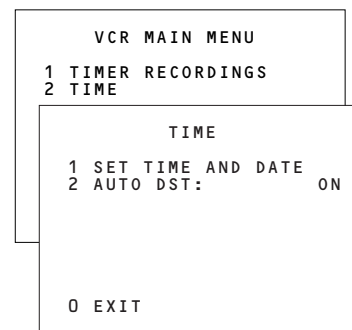 VCR MAIN MENU
1 TIMER RECORDINGS
2 TIME
TIME
1 SET TIME AND DATE
2 AUTO DST: ON
0 EXIT